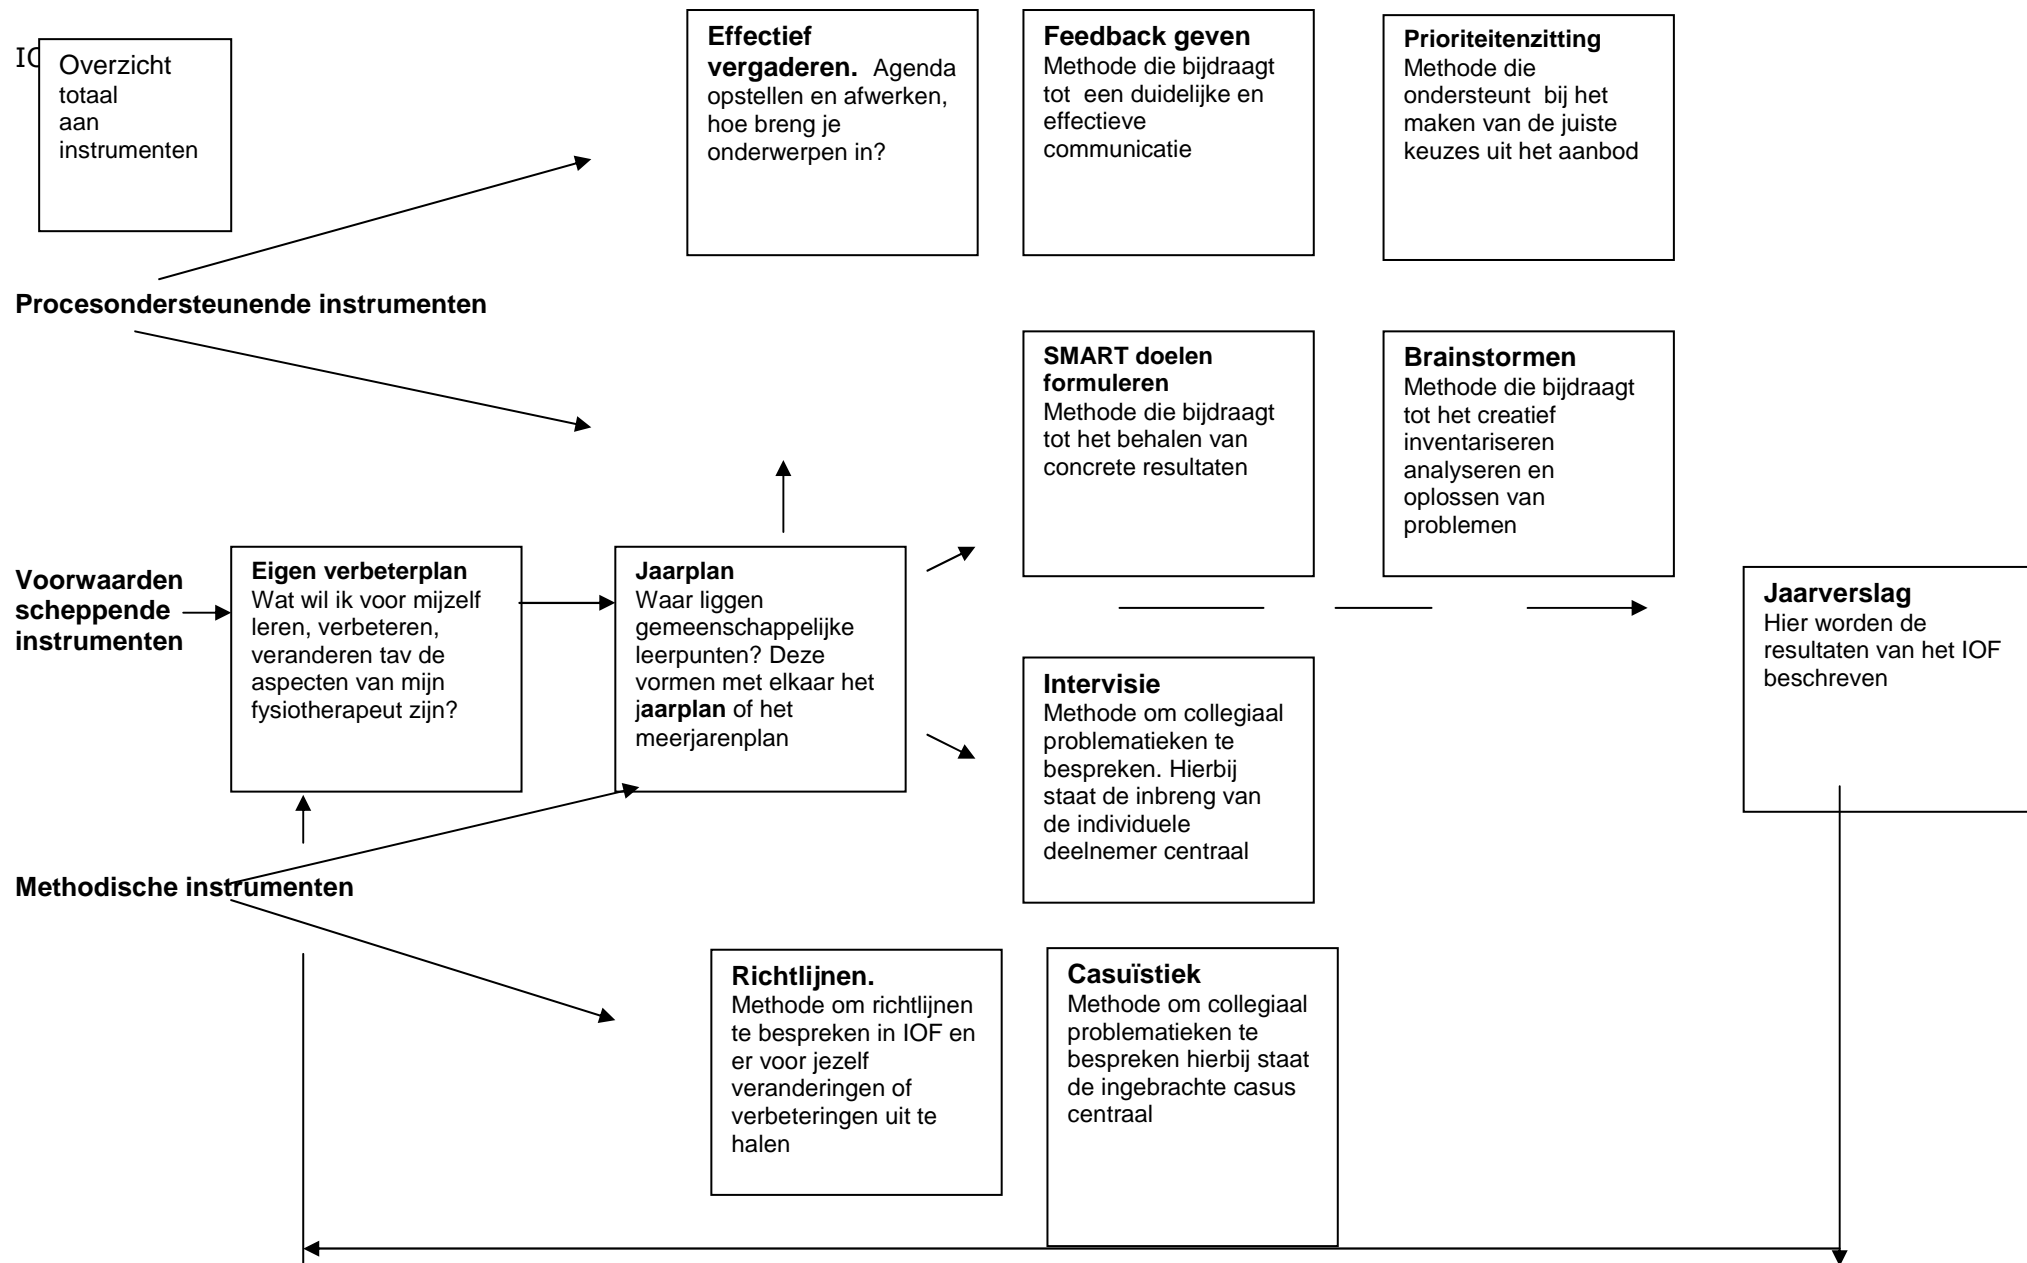 IO
Overzicht
totaal
aan
instrumenten
Effectief
vergaderen. Agenda
opstellen en afwerken,
hoe breng je
onderwerpen in?
Feedback geven
Methode die bijdraagt
tot een duidelijke en
effectieve
communicatie
Prioriteitenzitting
Methode die
ondersteunt bij het
maken van de juiste
keuzes uit het aanbod
Procesondersteunende instrumenten
SMART doelen
formuleren
Methode die bijdraagt
tot het behalen van
concrete resultaten
Brainstormen
Methode die bijdraagt
tot het creatief
inventariseren
analyseren en
oplossen van
problemen
Voorwaarden
scheppende
instrumenten
Eigen verbeterplan
Wat wil ik voor mijzelf
leren, verbeteren,
veranderen tav de
aspecten van mijn
fysiotherapeut zijn?
Jaarplan
Waar liggen
gemeenschappelijke
leerpunten? Deze
vormen met elkaar het
jaarplan of het
meerjarenplan
Jaarverslag
Hier worden de
resultaten van het IOF
beschreven
Intervisie
Methode om collegiaal
problematieken te
bespreken. Hierbij
staat de inbreng van
de individuele
deelnemer centraal
Methodische instrumenten
Richtlijnen.
Methode om richtlijnen
te bespreken in IOF en
er voor jezelf
veranderingen of
verbeteringen uit te
halen
Casuïstiek
Methode om collegiaal
problematieken te
bespreken hierbij staat
de ingebrachte casus
centraal